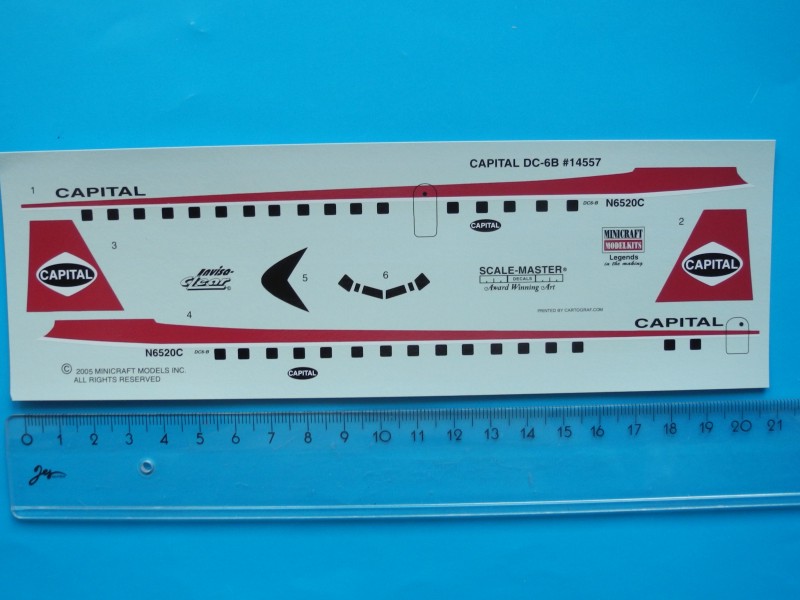 CAPITAL DC-6B #14557
1 CAPITAL
DC6-B N6520C
CAPITAL
2
3
CAPITAL
Invisa-
Clear®
5
6
SCALE-MASTER®
DECALS
Award Winning Art
MINICRAFT
MODELKITS
Legends
in the making
CAPITAL
PRINTED BY CARTOGRAF.COM
4
CAPITAL
N6520C DC6-B
CAPITAL
© 2005 MINICRAFT MODELS INC.
ALL RIGHTS RESERVED
0 1 2 3 4 5 6 7 8 9 10 11 12 13 14 15 16 17 18 19 20 21